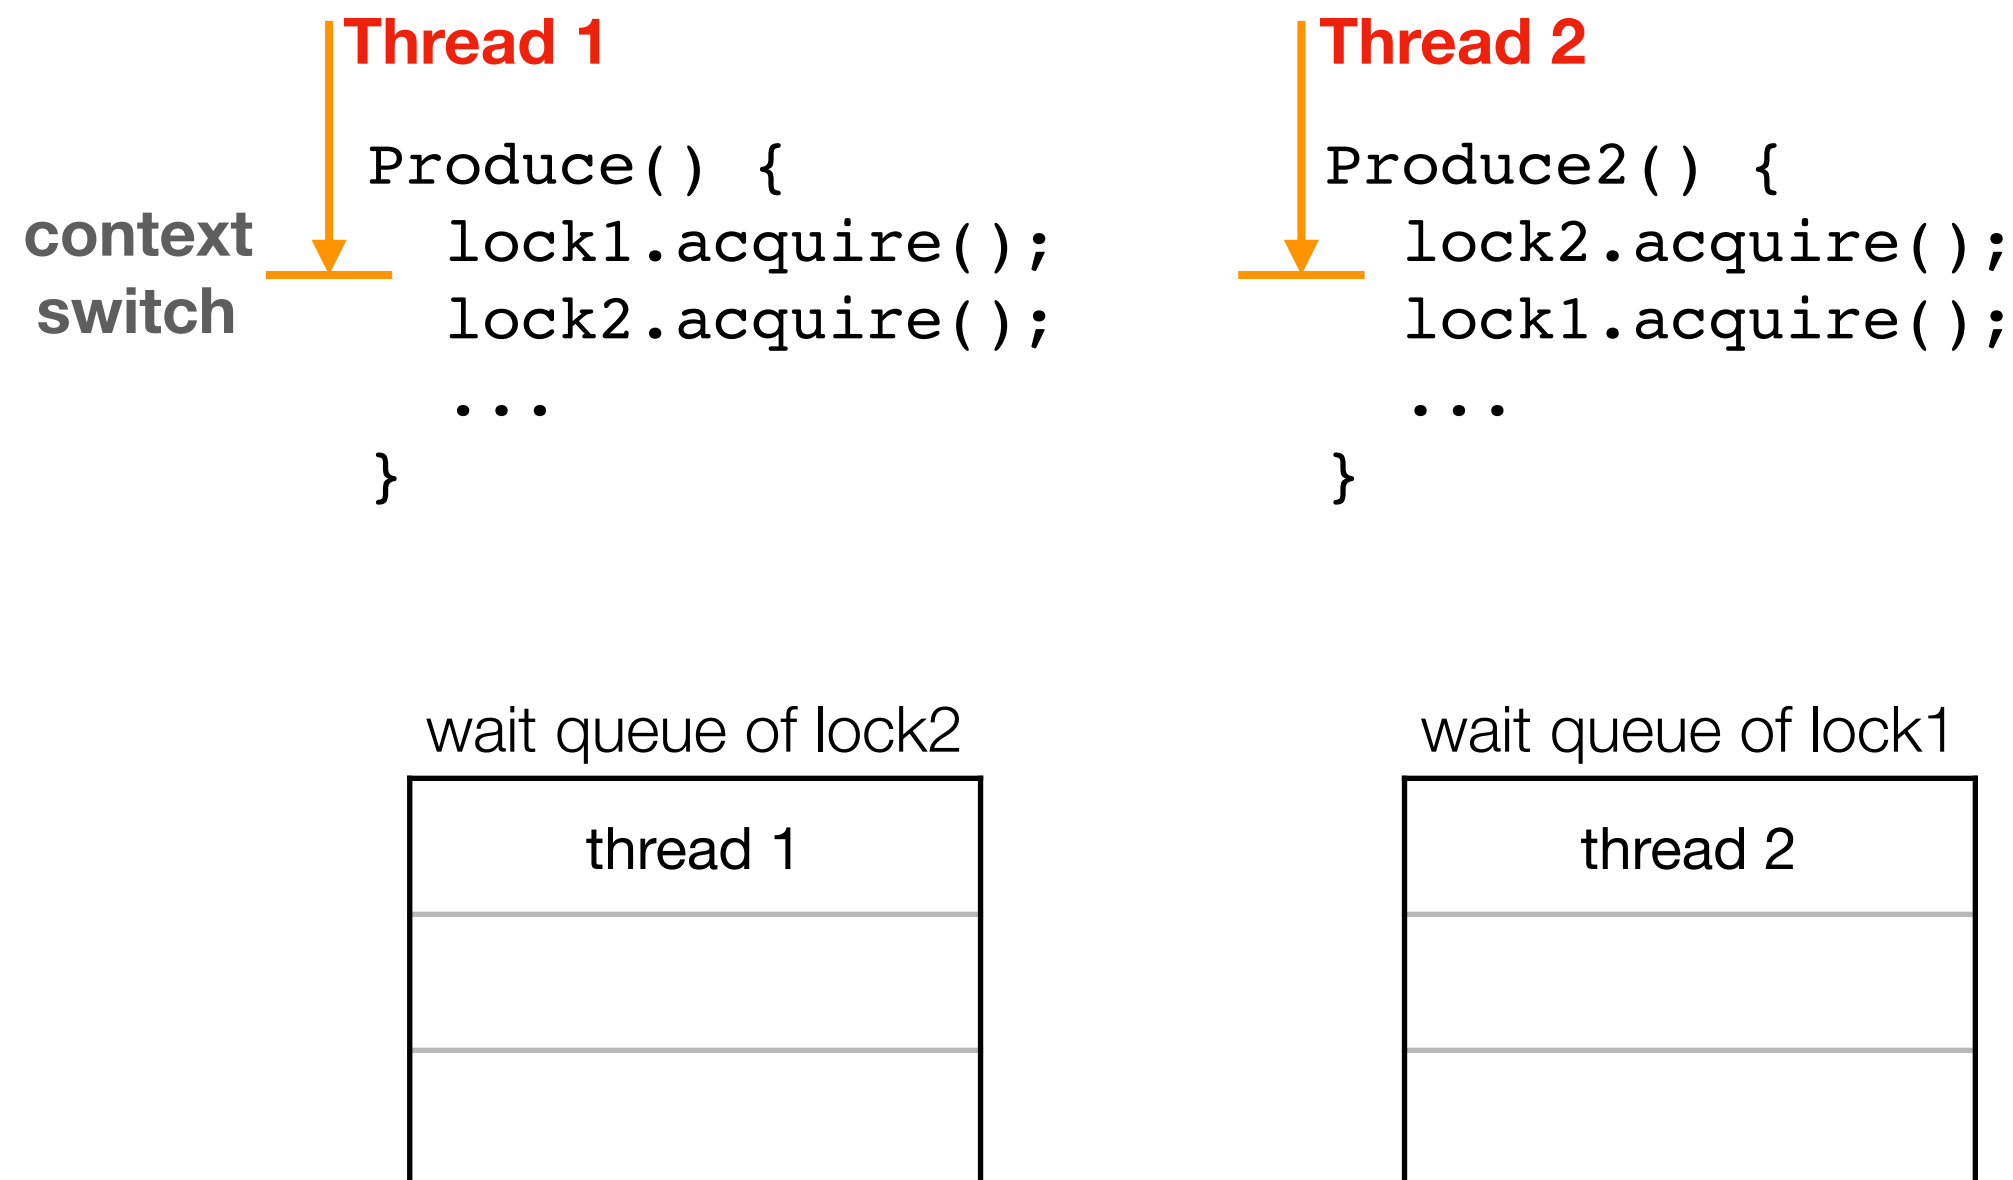 Thread 1
Produce() {
lock1.acquire();
lock2.acquire();
...
}
context
switch
Thread 2
Produce2() {
lock2.acquire();
lock1.acquire();
...
}
wait queue of lock2
thread 1
wait queue of lock1
thread 2